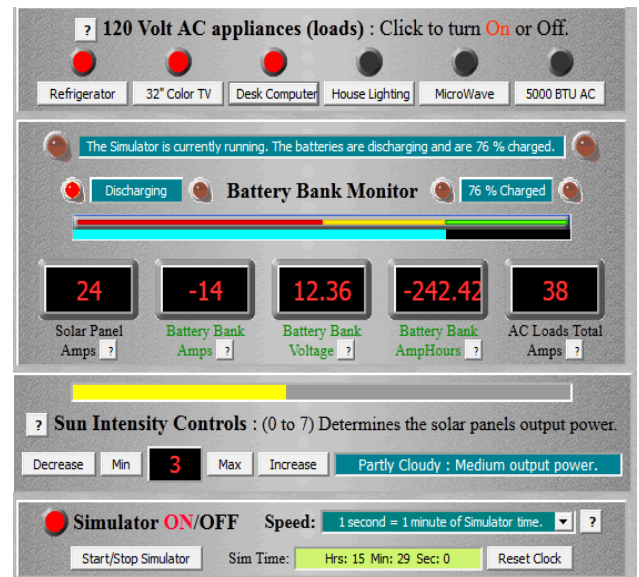 ? 120 Volt AC appliances (loads) : Click to turn On or Off.
Refrigerator 32" Color TV Desk Computer House Lighting MicroWave 5000 BTU AC
The Simulator is currently running. The batteries are discharging and are 76 % charged.
Discharging Battery Bank Monitor 76 % Charged
24 -14 12.36 -242.42 38
Solar Panel Battery Bank Battery Bank Battery Bank AC Loads Total
Amps ? Amps ? Voltage ? AmpHours ? Amps ?
? Sun Intensity Controls : (0 to 7) Determines the solar panels output power.
Decrease Min 3 Max Increase Partly Cloudy : Medium output power.
Simulator ON/OFF Speed: 1 second = 1 minute of Simulator time. ?
Start/Stop Simulator Sim Time: Hrs: 15 Min: 29 Sec: 0 Reset Clock